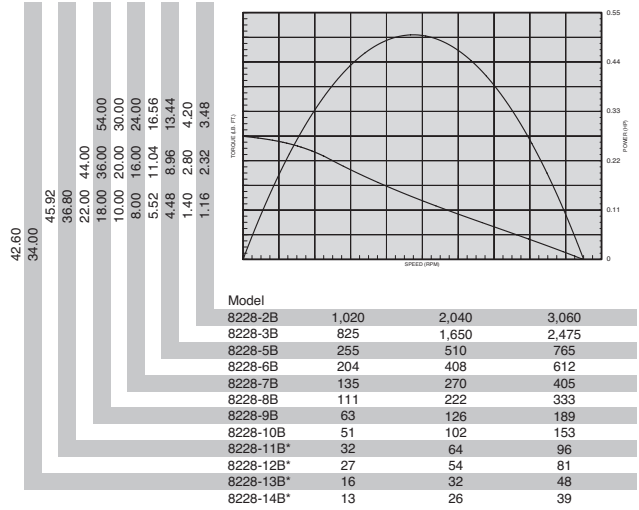 42.60
34.00
45.92
36.80
22.00 44.00
18.00 36.00 54.00
10.00 20.00 30.00
8.00 16.00 24.00
5.52 11.04 16.56
4.48 8.96 13.44
1.40 2.80 4.20
1.16 2.32 3.48
TORQUE (LB. FT.)
0.55
0.44
0.33
0.22
0.11
0
POWER (HP)
SPEED (RPM)
Model
8228-2B 1,020 2,040 3,060
8228-3B 825 1,650 2,475
8228-5B 255 510 765
8228-6B 204 408 612
8228-7B 135 270 405
8228-8B 111 222 333
8228-9B 63 126 189
8228-10B 51 102 153
8228-11B* 32 64 96
8228-12B* 27 54 81
8228-13B* 16 32 48
8228-14B* 13 26 39